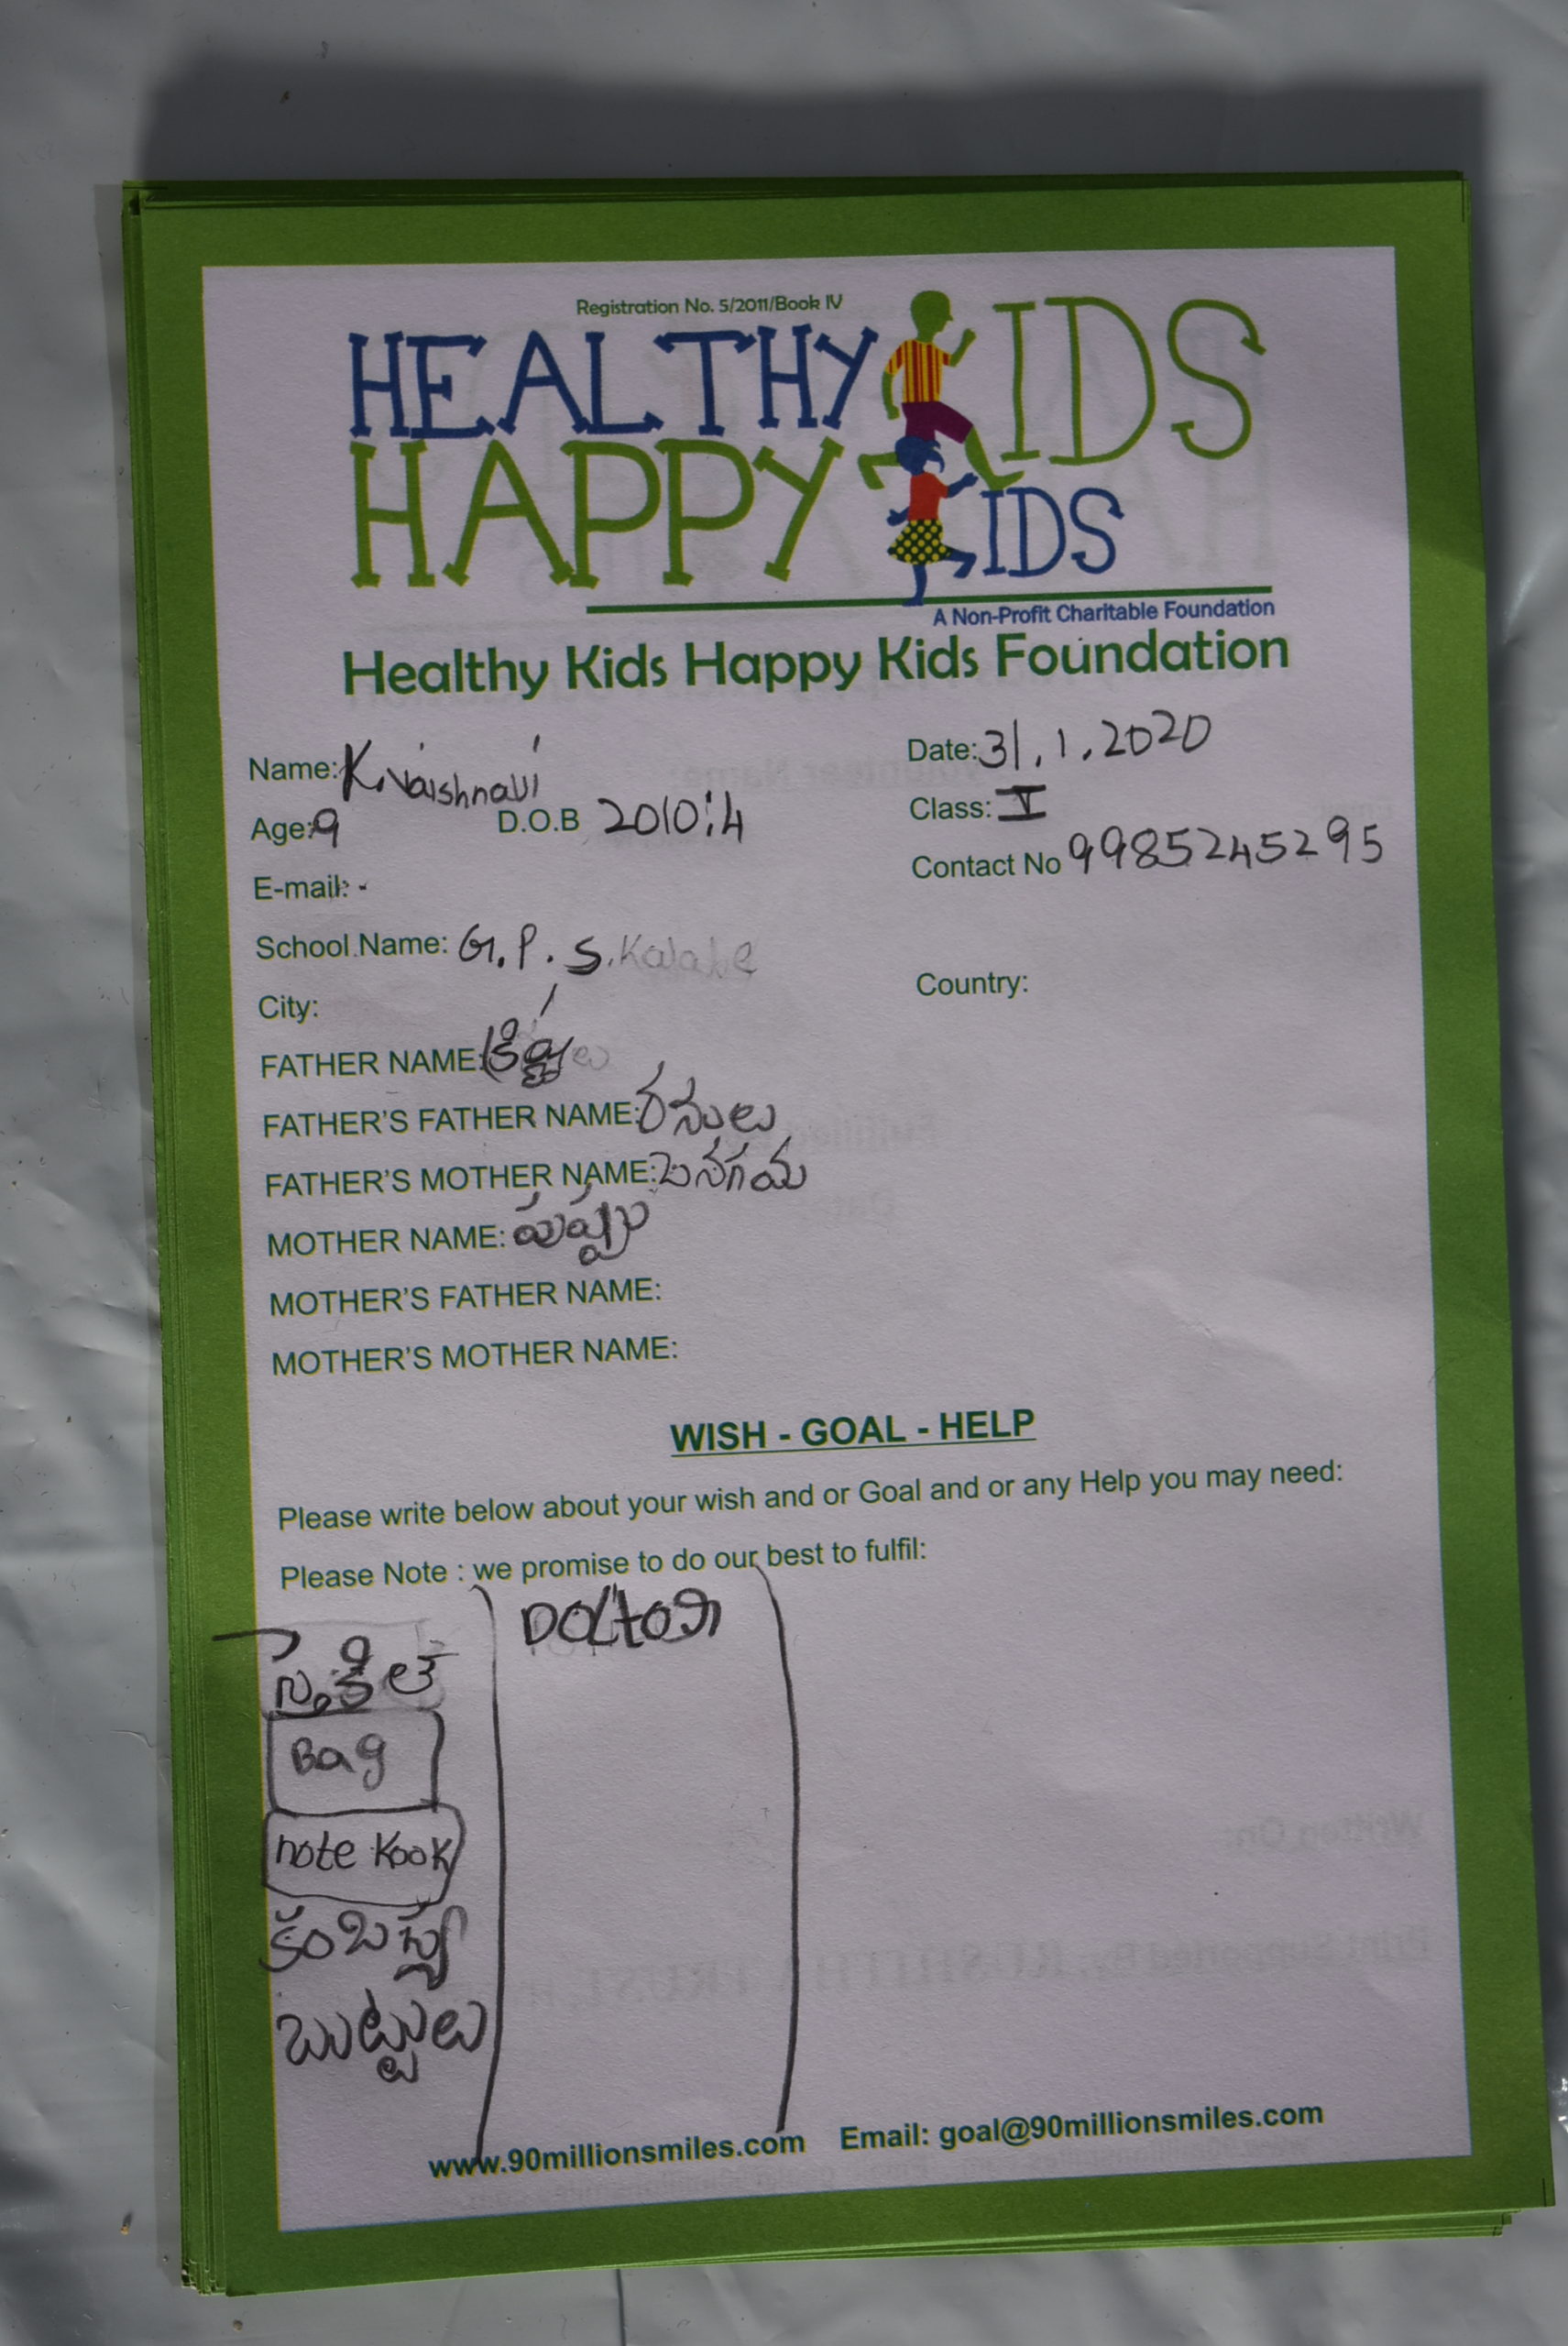 Registration No. 5/2011/Book IV
HEALTHY KIDS
HAPPY KIDS
A Non-Profit Charitable Foundation
Healthy Kids Happy Kids Foundation
Name: K. Vaishnavi Date: 31.1.2020
Age: 9 D.O.B 2010:4 Class: V
E-mail: - Contact No 9985245295
School Name: G.P.S.
City: Country:
FATHER NAME:
FATHER'S FATHER NAME: రసులు
FATHER'S MOTHER NAME:
MOTHER NAME:
MOTHER'S FATHER NAME:
MOTHER'S MOTHER NAME:
WISH - GOAL - HELP
Please write below about your wish and or Goal and or any Help you may need:
Please Note : we promise to do our best to fulfil:
Doctor
Bag
note Kook
బుట్టులు
www.90millionsmiles.com Email: goal@90millionsmiles.com